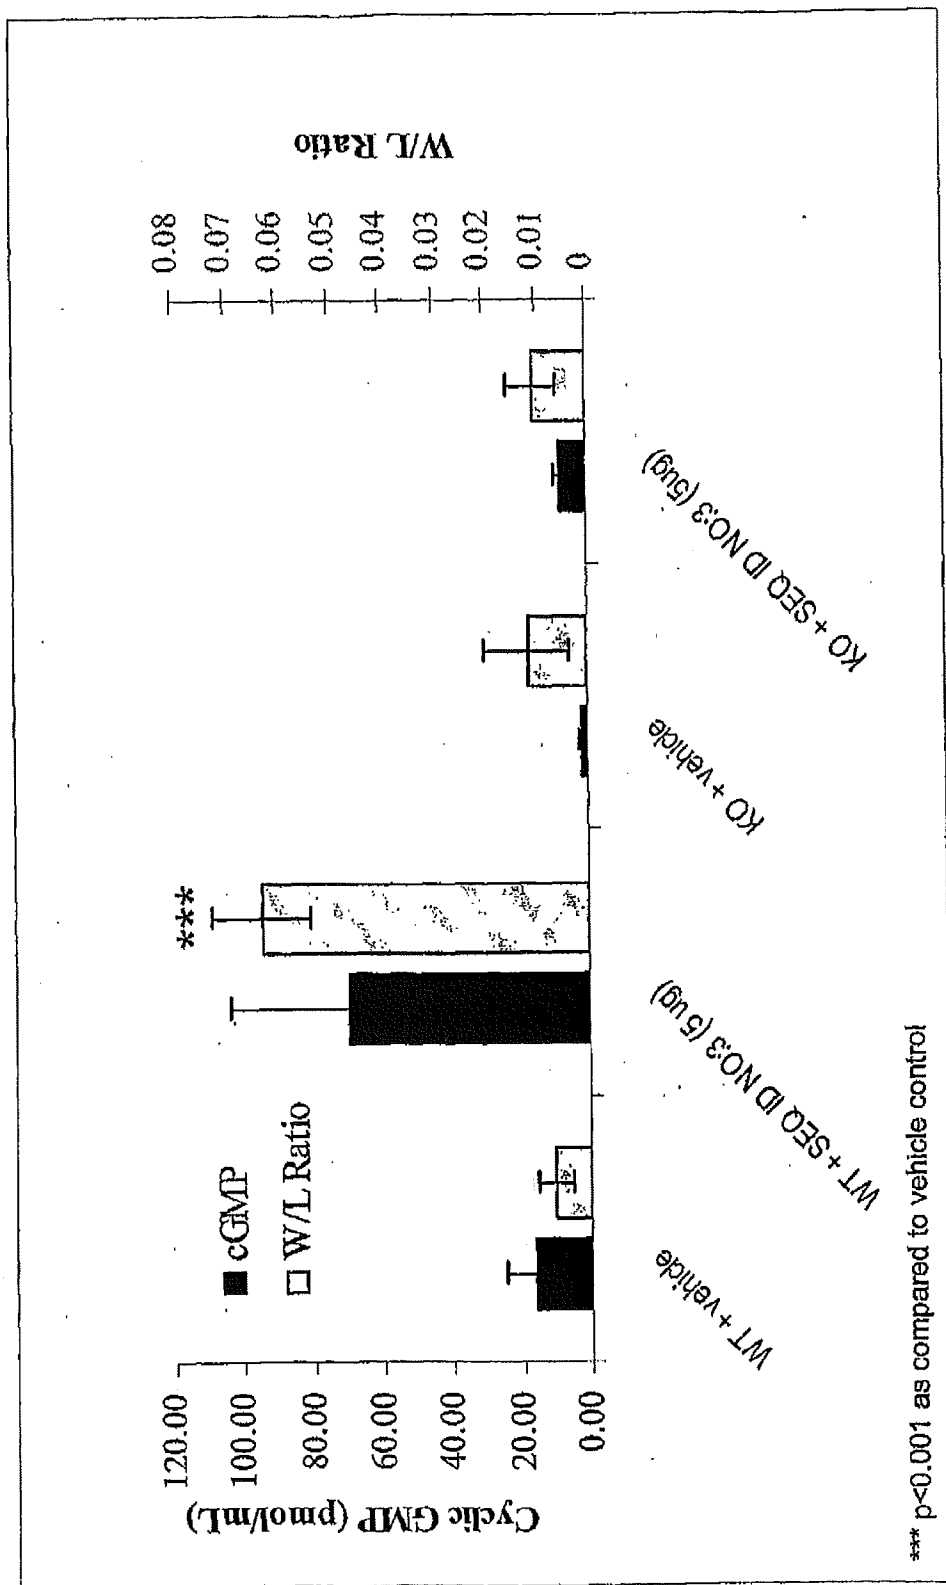 ***
cGMP
W/L Ratio
Cyclic GMP (pmol/mL)
120.00
100.00
80.00
60.00
40.00
20.00
0.00
W/L Ratio
0.08
0.07
0.06
0.05
0.04
0.03
0.02
0.01
0
WT + vehicle
WT + SEQ ID NO:3 (5 ug)
KO + vehicle
KO + SEQ ID NO:3 (5ug)
*** p<0.001 as compared to vehicle control